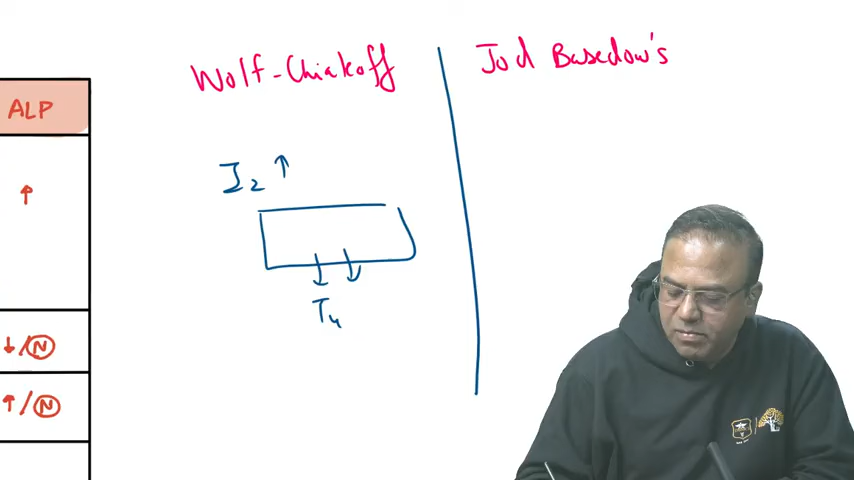 Wolf-Chiakoff
Jod Basedow's
ALP
↑
I₂ ↑
T₄
↓/N
↑/N